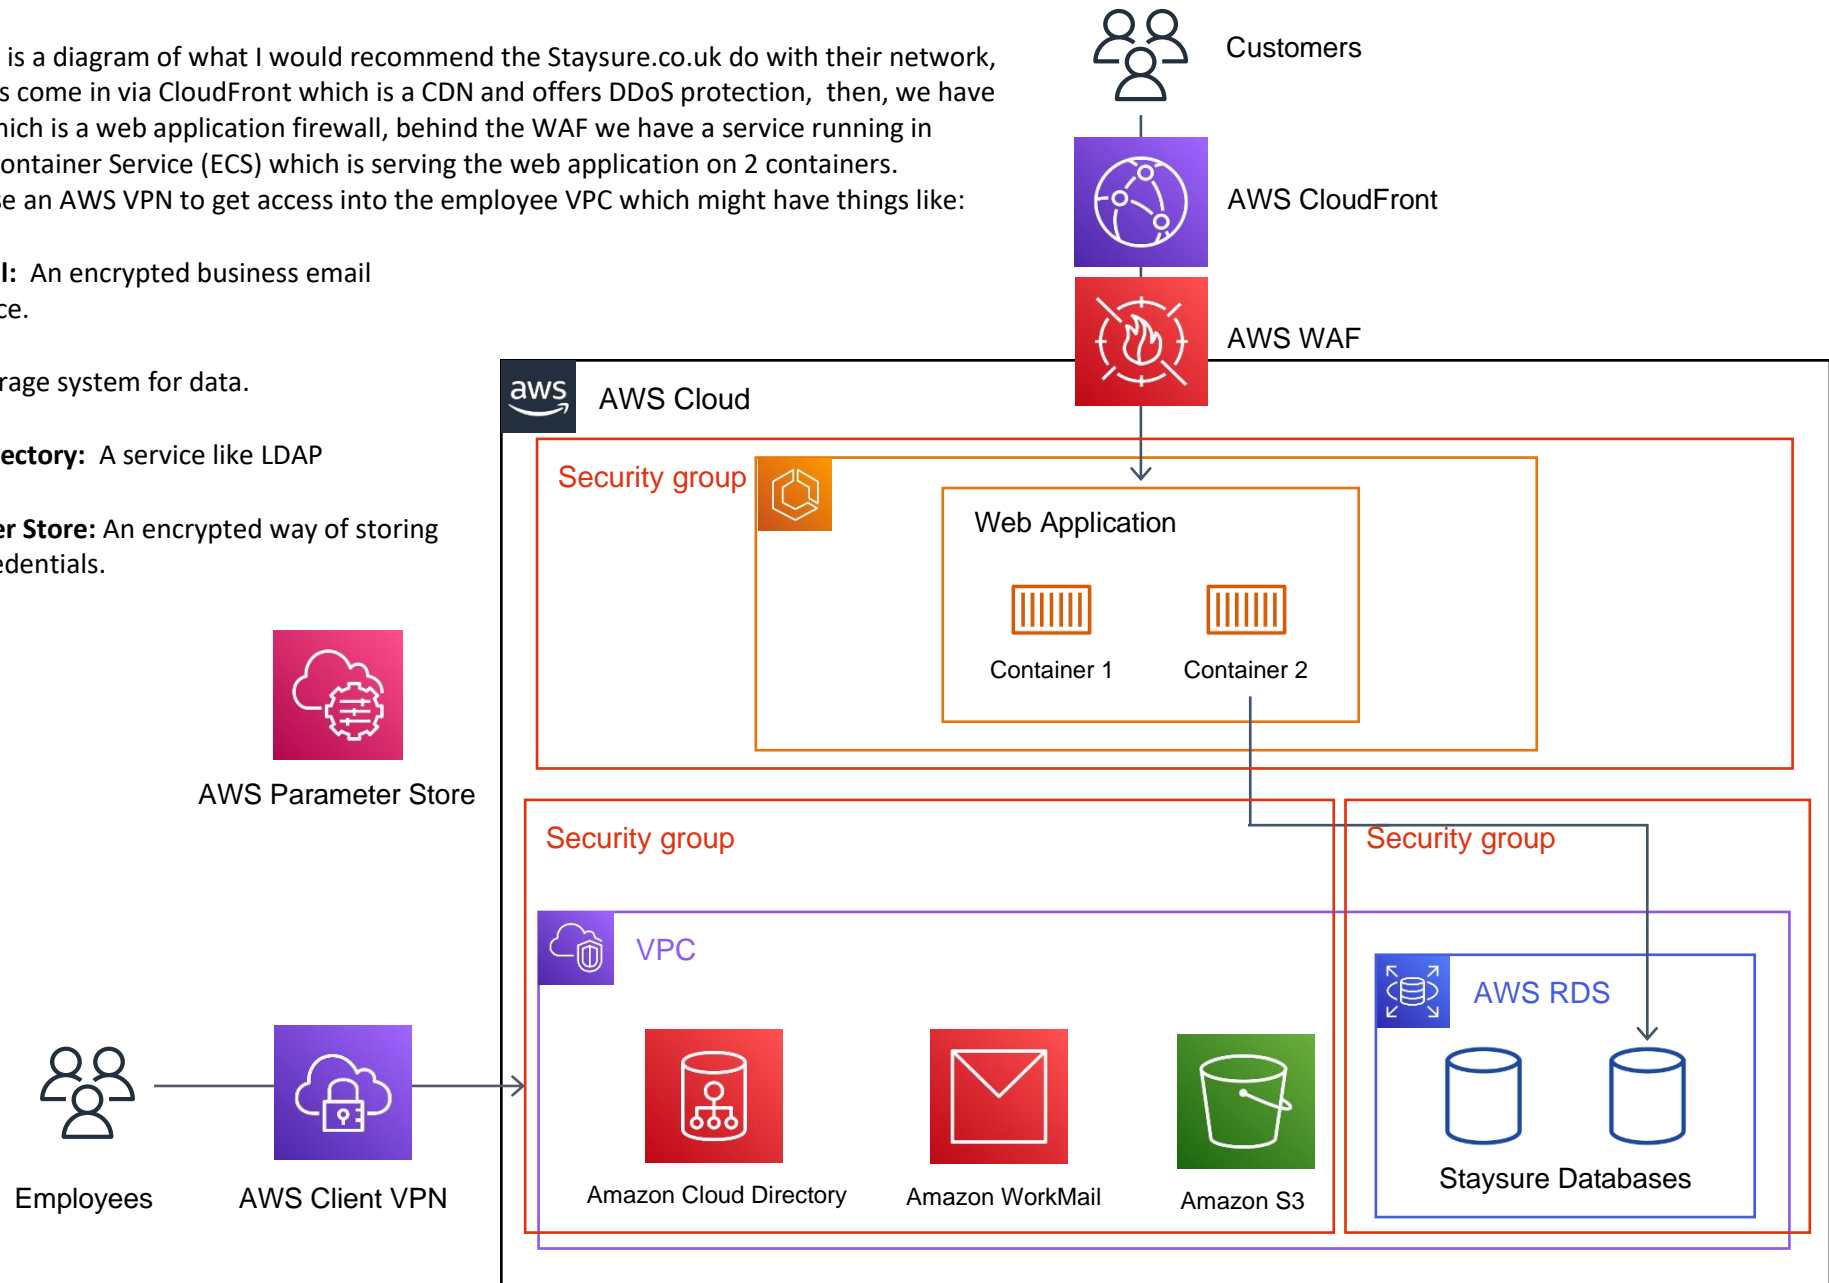 is a diagram of what I would recommend the Staysure.co.uk do with their network,
s come in via CloudFront which is a CDN and offers DDoS protection, then, we have
hich is a web application firewall, behind the WAF we have a service running in
ontainer Service (ECS) which is serving the web application on 2 containers.
se an AWS VPN to get access into the employee VPC which might have things like:
l: An encrypted business email
ce.
rage system for data.
ectory: A service like LDAP
er Store: An encrypted way of storing
edentials.
Customers
AWS CloudFront
AWS WAF
aws
AWS Cloud
Security group
Web Application
Container 1
Container 2
AWS Parameter Store
Security group
Security group
VPC
AWS RDS
Employees
AWS Client VPN
Amazon Cloud Directory
Amazon WorkMail
Amazon S3
Staysure Databases